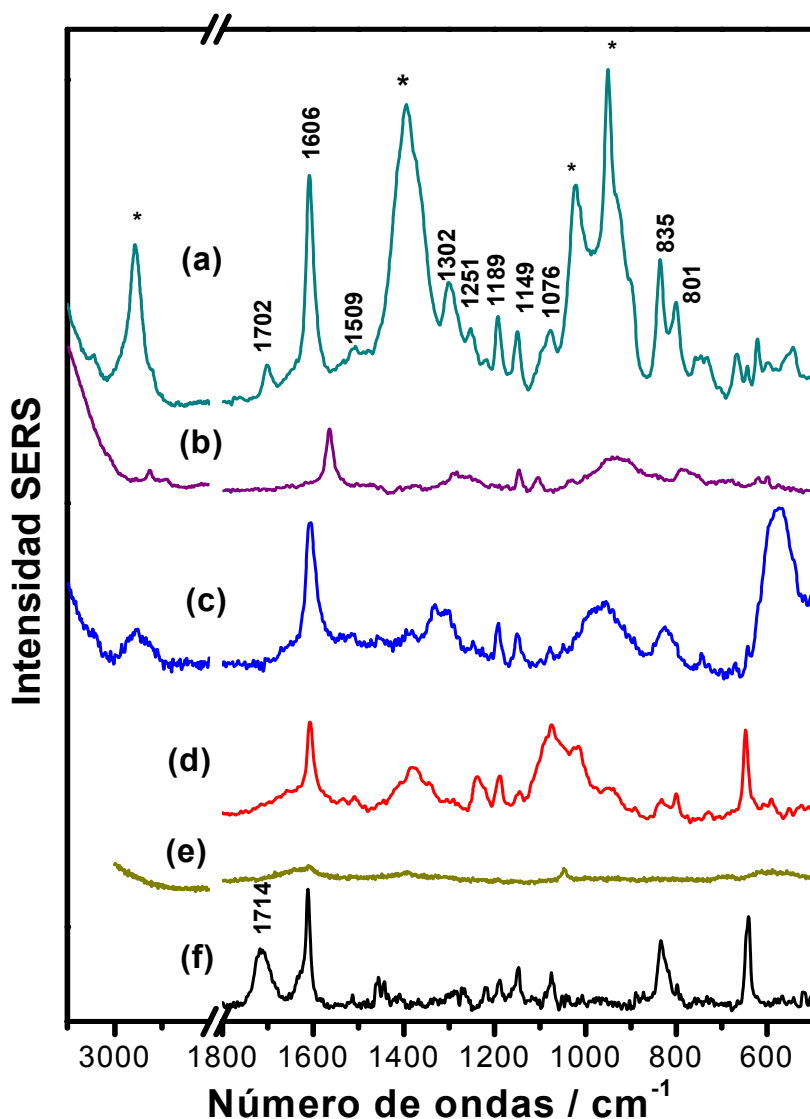 *
*
*
1606
835
*
(a)
1302
1251
1189
1149
1076
801
1702
1509
(b)
(c)
(d)
(e)
1714
(f)
Intensidad SERS
3000
1800
1600
1400
1200
1000
800
600
Número de ondas / cm-1